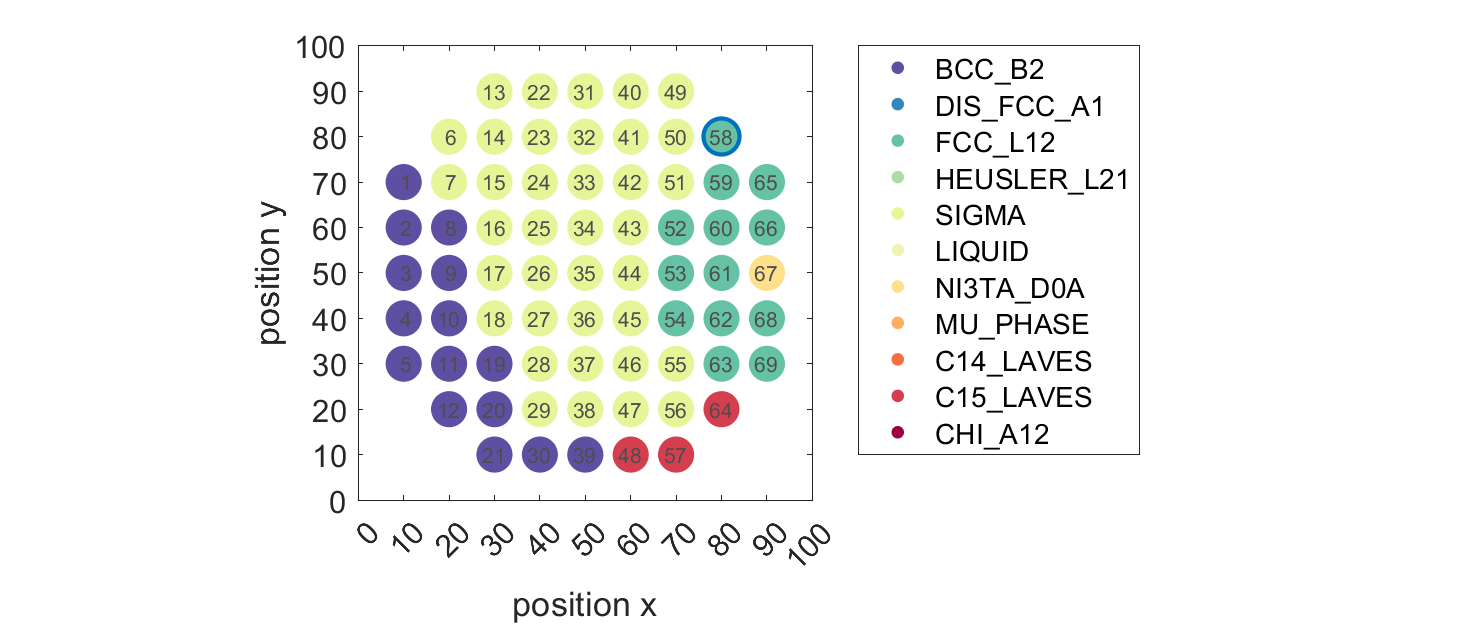 100
90
80
70
60
50
40
30
20
10
0
position y
13 22 31 40 49
6 14 23 32 41 50 58
1 7 15 24 33 42 51 59 65
2 8 16 25 34 43 52 60 66
3 9 17 26 35 44 53 61 67
4 10 18 27 36 45 54 62 68
5 11 19 28 37 46 55 63 69
12 20 29 38 47 56 64
21 30 39 48 57
0 10 20 30 40 50 60 70 80 90 100
position x
BCC_B2
DIS_FCC_A1
FCC_L12
HEUSLER_L21
SIGMA
LIQUID
NI3TA_D0A
MU_PHASE
C14_LAVES
C15_LAVES
CHI_A12